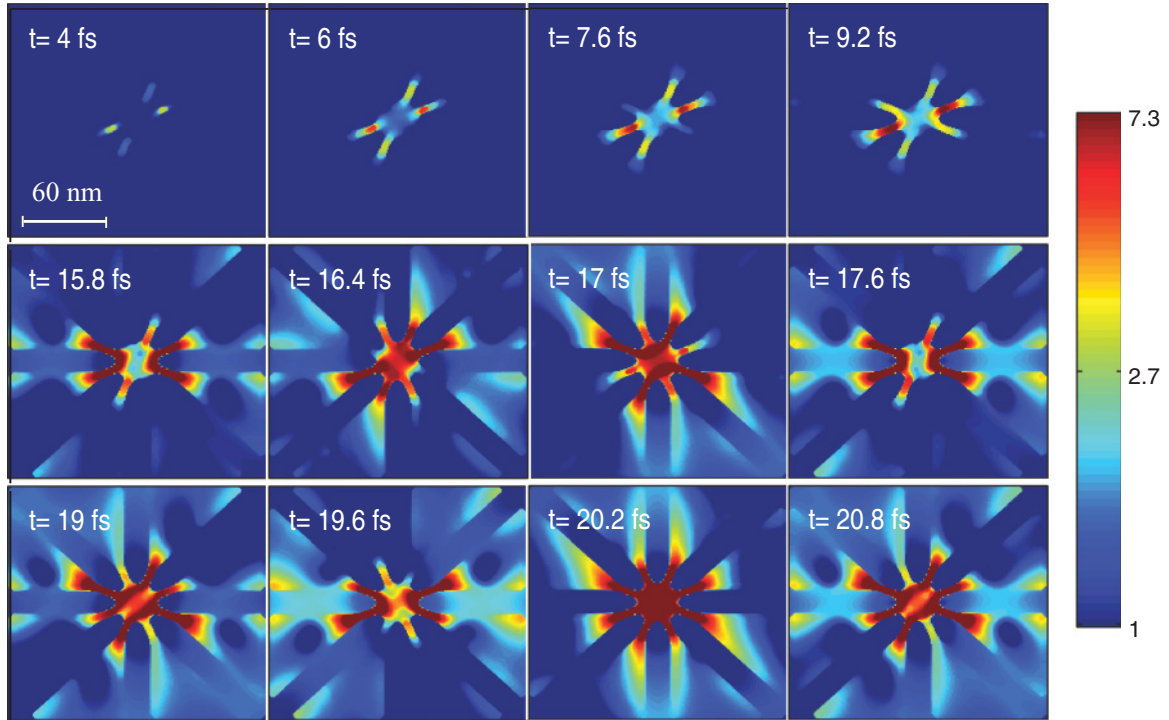 t= 4 fs
t= 6 fs
t= 7.6 fs
t= 9.2 fs
60 nm
t= 15.8 fs
t= 16.4 fs
t= 17 fs
t= 17.6 fs
t= 19 fs
t= 19.6 fs
t= 20.2 fs
t= 20.8 fs
7.3
2.7
1